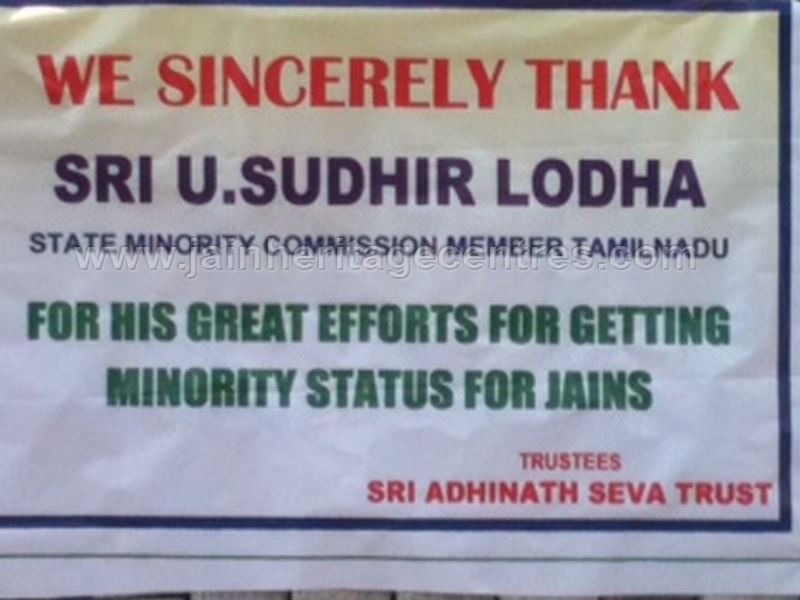 WE SINCERELY THANK
SRI U.SUDHIR LODHA
STATE MINORITY COMMISSION MEMBER TAMILNADU
www.jainheritagecentres.com
FOR HIS GREAT EFFORTS FOR GETTING
MINORITY STATUS FOR JAINS
TRUSTEES
SRI ADHINATH SEVA TRUST